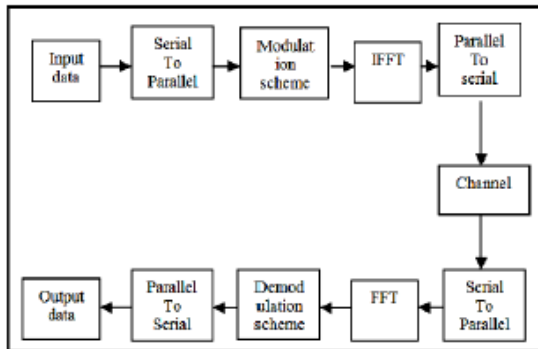 Input
data
Serial
To
Parallel
Modulat
ion
scheme
IFFT
Parallel
To
serial
Channel
Serial
To
Parallel
FFT
Demod
ulation
scheme
Parallel
To
Serial
Output
data